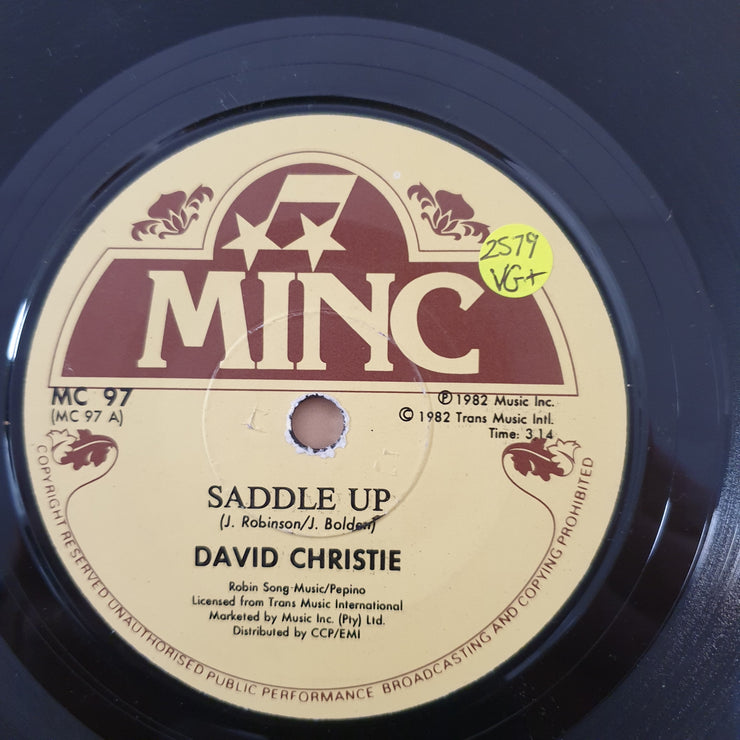 MINC
2579
VG+
MC 97
(MC 97 A)
Ⓟ 1982 Music Inc.
© 1982 Trans Music Intl.
Time: 3.14
SADDLE UP
(J. Robinson/J. Bolden)
DAVID CHRISTIE
Robin Song-Music/Pepino
Licensed from Trans Music International
Marketed by Music Inc. (Pty) Ltd.
Distributed by CCP/EMI
COPYRIGHT RESERVED UNAUTHORISED PUBLIC PERFORMANCE BROADCASTING AND COPYING PROHIBITED